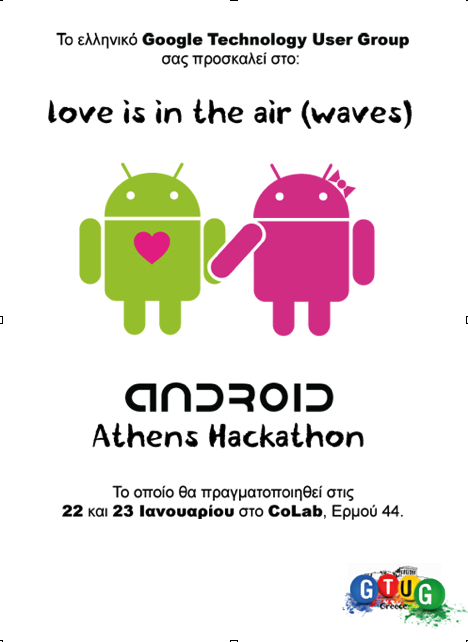 Το ελληνικό Google Technology User Group
σας προσκαλεί στο:
love is in the air (waves)
ANDROID
Athens Hackathon
Το οποίο θα πραγματοποιηθεί στις
22 και 23 Ιανουαρίου στο CoLab, Ερμού 44.
GTUG
Greece